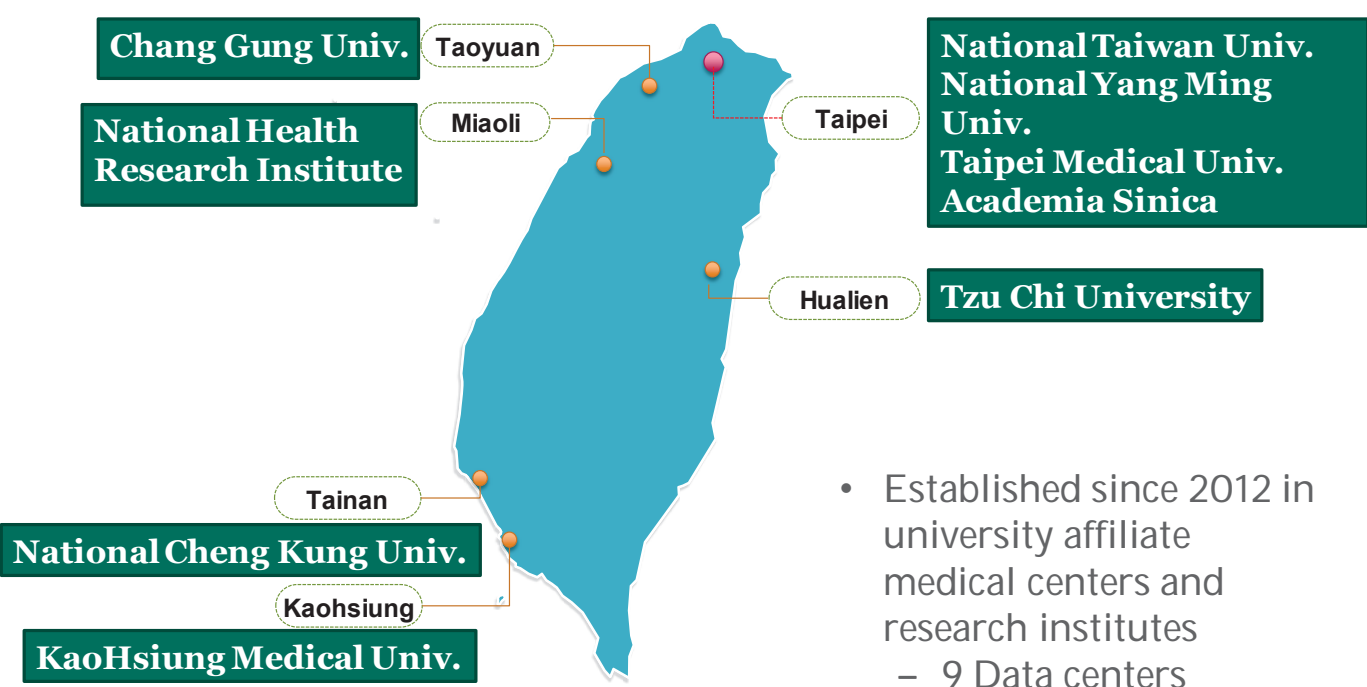 Chang Gung Univ.
Taoyuan
National Health
Research Institute
Miaoli
Taipei
National Taiwan Univ.
National Yang Ming
Univ.
Taipei Medical Univ.
Academia Sinica
Hualien
Tzu Chi University
Tainan
National Cheng Kung Univ.
Kaohsiung
KaoHsiung Medical Univ.
• Established since 2012 in
university affiliate
medical centers and
research institutes
– 9 Data centers